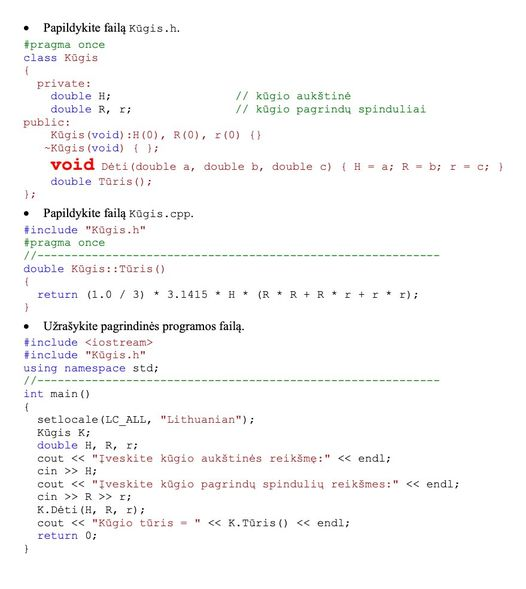 • Papildykite failą Kūgis.h.
#pragma once
class Kūgis
{
  private:
    double H;                  // kūgio aukštinė
    double R, r;               // kūgio pagrindų spinduliai
public:
    Kūgis(void):H(0), R(0), r(0) {}
   ~Kūgis(void) { };
    void Dėti(double a, double b, double c) { H = a; R = b; r = c; }
    double Tūris();
};
• Papildykite failą Kūgis.cpp.
#include "Kūgis.h"
#pragma once
//-----------------------------------------------------------
double Kūgis::Tūris()
{
  return (1.0 / 3) * 3.1415 * H * (R * R + R * r + r * r);
}
• Užrašykite pagrindinės programos failą.
#include <iostream>
#include "Kūgis.h"
using namespace std;
//-----------------------------------------------------------
int main()
{
  setlocale(LC_ALL, "Lithuanian");
  Kūgis K;
  double H, R, r;
  cout << "Įveskite kūgio aukštinės reikšmę:" << endl;
  cin >> H;
  cout << "Įveskite kūgio pagrindų spindulių reikšmes:" << endl;
  cin >> R >> r;
  K.Dėti(H, R, r);
  cout << "Kūgio tūris = " << K.Tūris() << endl;
  return 0;
}